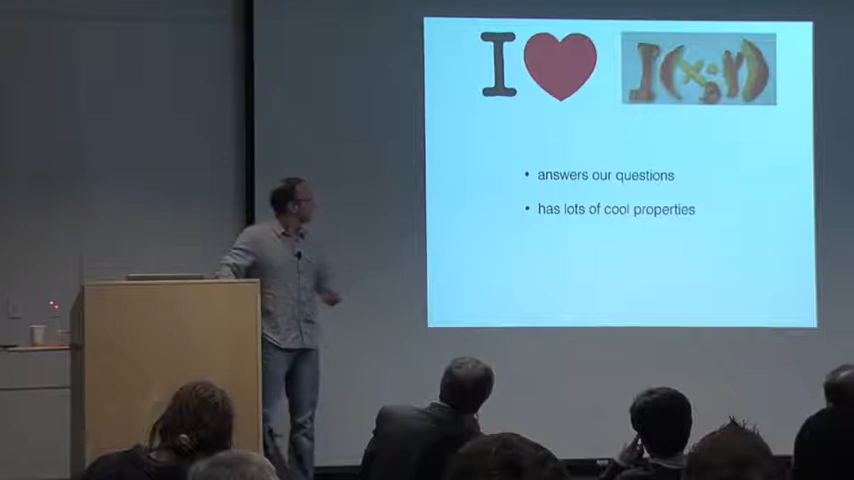 I ❤ I(X;Y)
• answers our questions
• has lots of cool properties